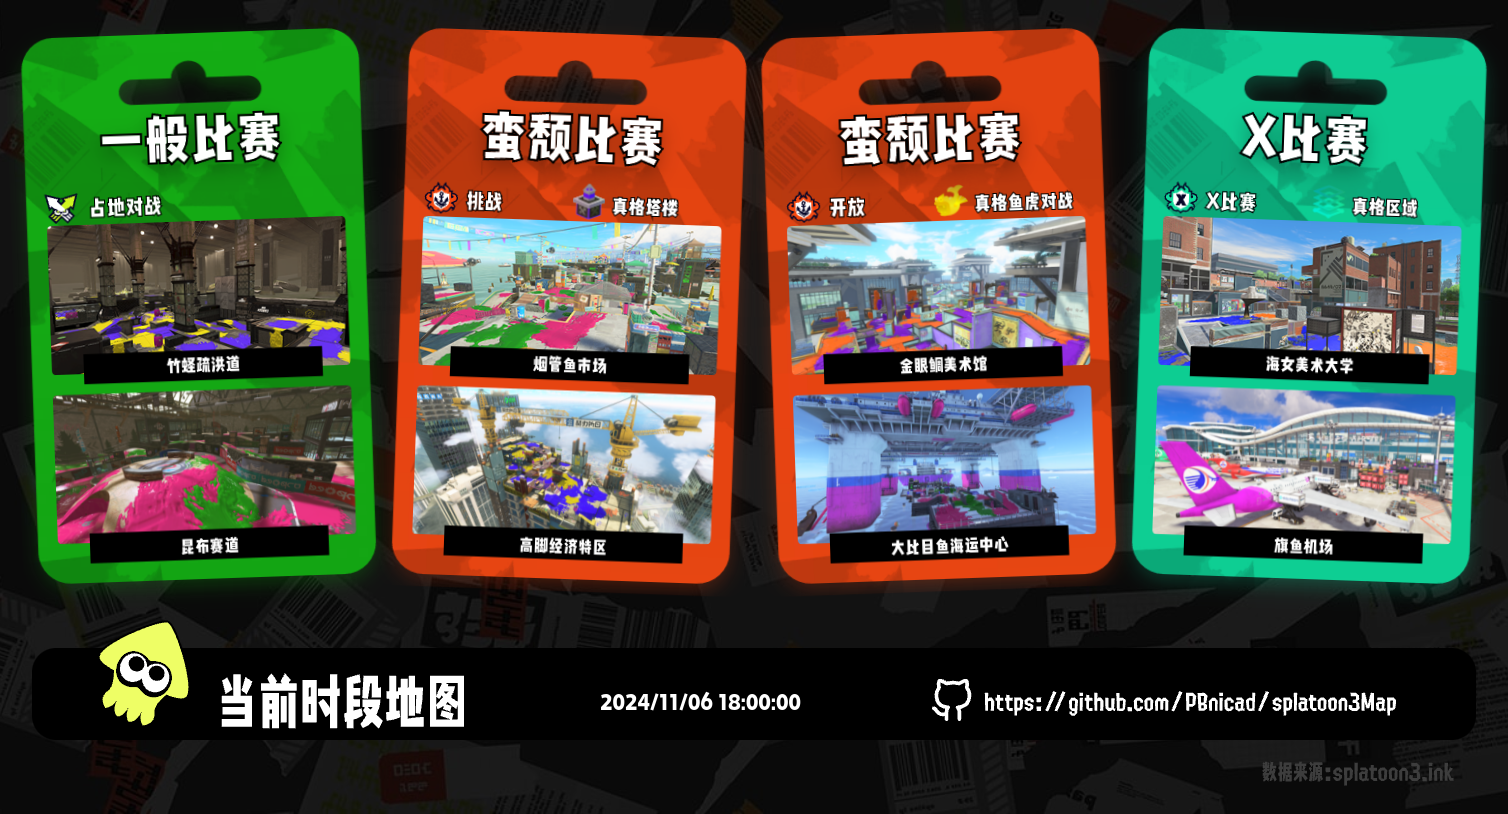 一般比赛
占地对战
竹蛏疏洪道
昆布赛道
蛮颓比赛
挑战
真格塔楼
烟管鱼市场
高脚经济特区
蛮颓比赛
开放
真格鱼虎对战
金眼鲷美术馆
大比目鱼海运中心
X比赛
X比赛
真格区域
海女美术大学
旗鱼机场
当前时段地图
2024/11/06 18:00:00
https://github.com/PBnicad/splatoon3Map
数据来源:splatoon3.ink